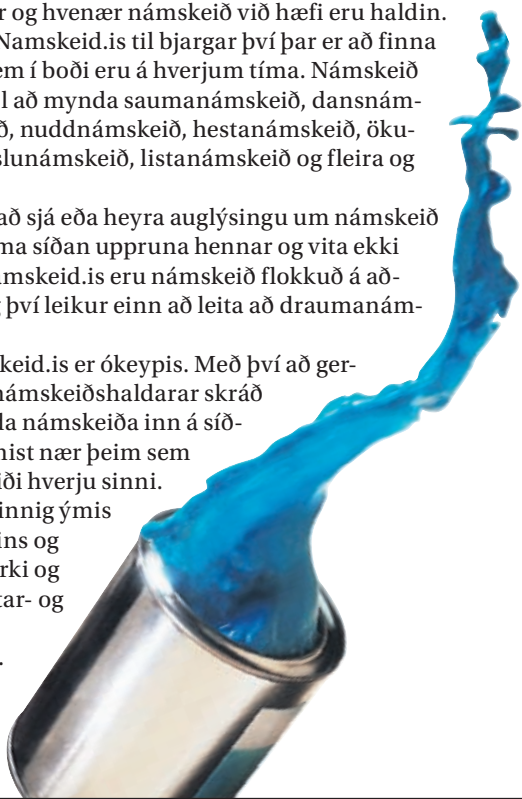 r og hvenær námskeið við hæfi eru haldin.
Namskeid.is til bjargar því þar er að finna
em í boði eru á hverjum tíma. Námskeið
l að mynda saumanámskeið, dansnám-
ð, nuddnámskeið, hestanámskeið, öku-
slunámskeið, listanámskeið og fleira og
að sjá eða heyra auglýsingu um námskeið
ma síðan uppruna hennar og vita ekki
ámskeid.is eru námskeið flokkuð á að-
g því leikur einn að leita að draumanám-
skeid.is er ókeypis. Með því að ger-
námskeiðshaldarar skráð
da námskeiða inn á síð-
mist nær þeim sem
iði hverju sinni.
innig ýmis
ins og
rki og
tar- og
.